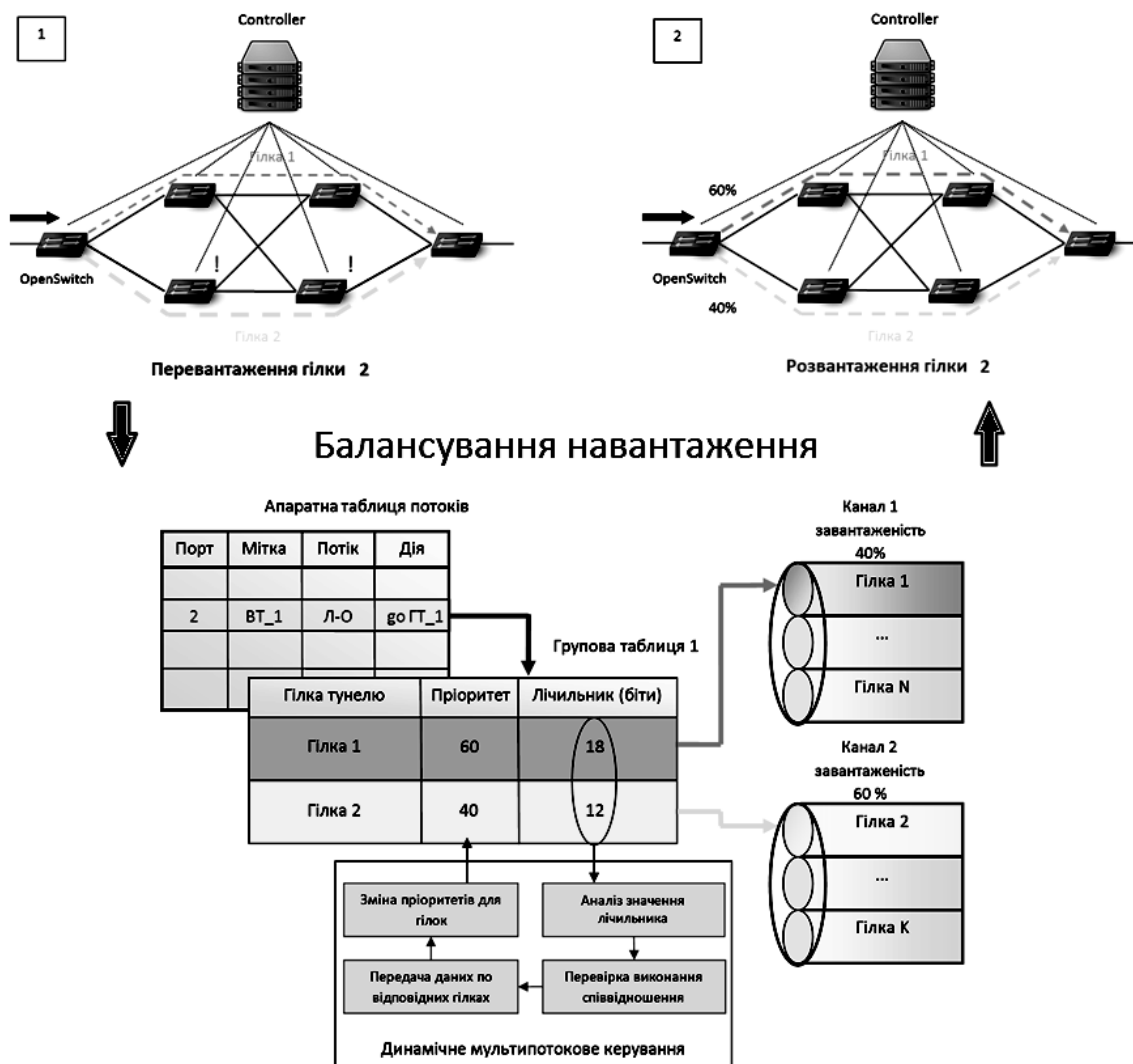 1
Controller
Гілка 1
!
!
OpenSwitch
Гілка 2
Перевантаження гілки 2
2
Controller
Гілка 1
60%
OpenSwitch
40%
Гілка 2
Розвантаження гілки 2
Балансування навантаження
Апаратна таблиця потоків
Порт Мітка Потік Дія
2 ВТ_1 Л-О go ГТ_1
Групова таблиця 1
Гілка тунелю Пріоритет Лічильник (біти)
Гілка 1 60 18
Гілка 2 40 12
Канал 1
завантаженість
40%
Гілка 1
...
Гілка N
Канал 2
завантаженість
60 %
Гілка 2
...
Гілка K
Зміна пріоритетів для
гілок
Аналіз значення
лічильника
Передача даних по
відповідних гілках
Перевірка виконання
співвідношення
Динамічне мультипотокове керування